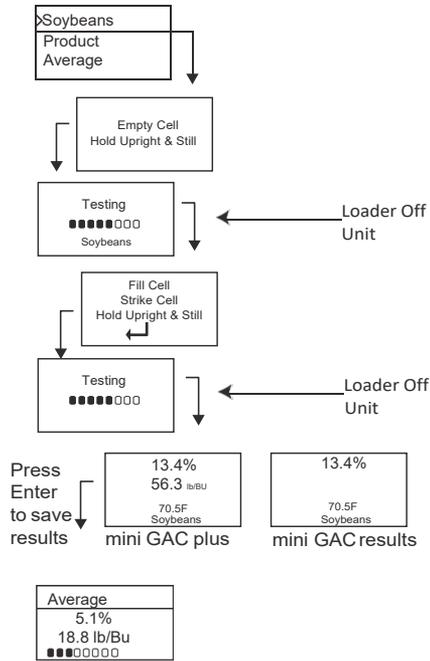 >Soybeans
Product
Average
Empty Cell
Hold Upright & Still
Testing
Soybeans
Loader Off
Unit
Fill Cell
Strike Cell
Hold Upright & Still
Testing
Loader Off
Unit
Press
Enter
to save
results
13.4%
56.3 lb/BU
70.5F
Soybeans
mini GAC plus
13.4%
70.5F
Soybeans
mini GAC results
Average
5.1%
18.8 lb/Bu